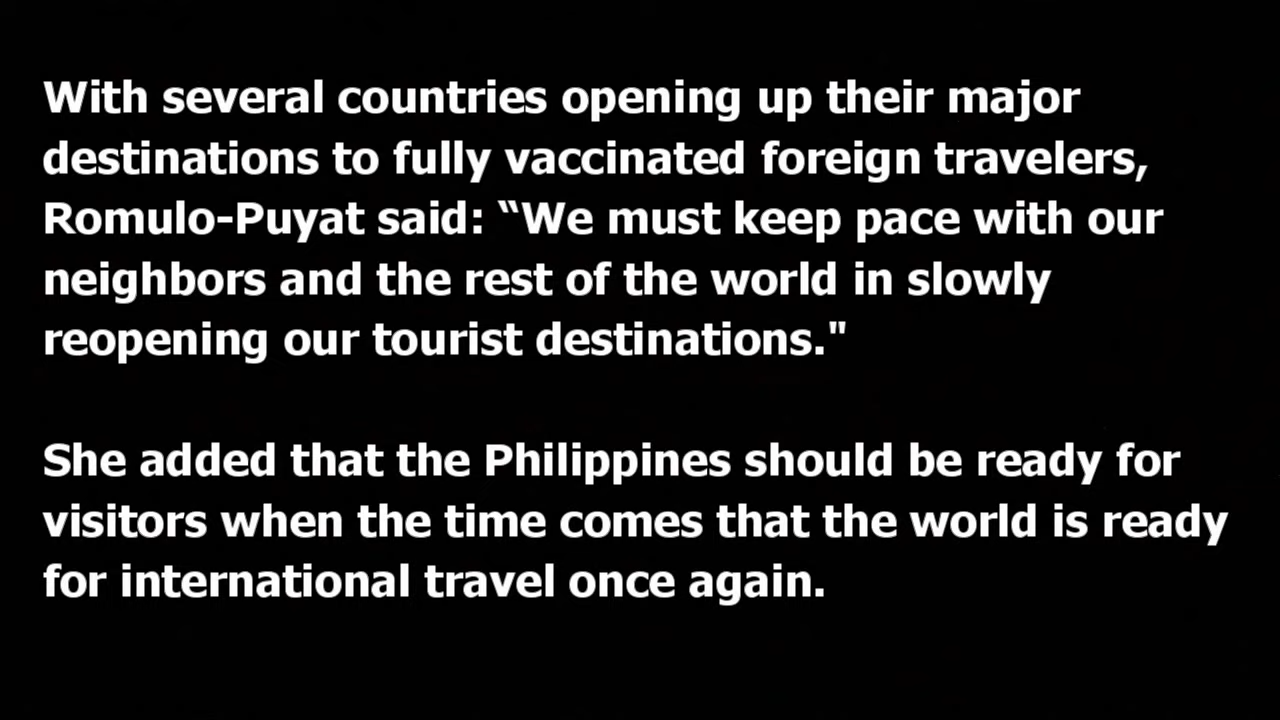 With several countries opening up their major
destinations to fully vaccinated foreign travelers,
Romulo-Puyat said: “We must keep pace with our
neighbors and the rest of the world in slowly
reopening our tourist destinations."
She added that the Philippines should be ready for
visitors when the time comes that the world is ready
for international travel once again.